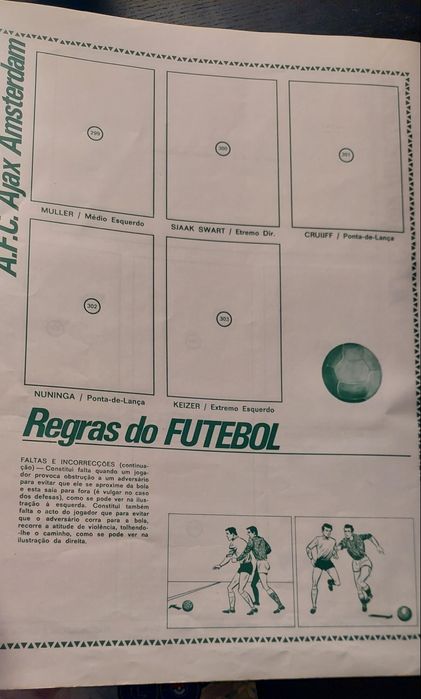 A.F.C. Ajax Amsterdam
299
300
301
MULLER / Médio Esquerdo
SJAAK SWART / Etremo Dir.
CRUIJFF / Ponta-de-Lança
302
303
NUNINGA / Ponta-de-Lança
KEIZER / Extremo Esquerdo
Regras do FUTEBOL
FALTAS E INCORRECÇÕES (continua-
ção) — Constitui falta quando um joga-
dor provoca obstrução a um adversário
para evitar que ele se aproxime da bola
e esta saia para fora (é vulgar no caso
dos defesas), como se pode ver na ilus-
tração à esquerda. Constitui também
falta o acto do jogador que para evitar
que o adversário corra para a bola,
recorre a atitude de violência, tolhendo-
-lhe o caminho, como se pode ver na
ilustração da direita.